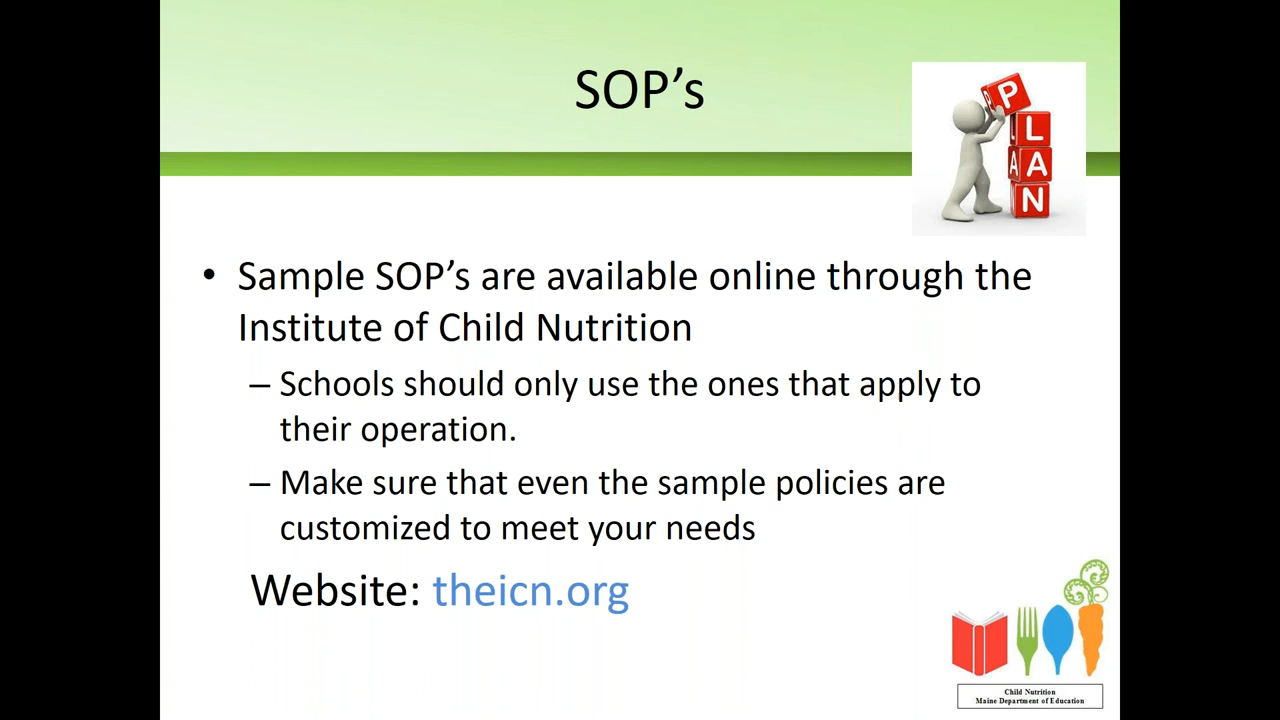 SOP's
P
L
A A
N
• Sample SOP's are available online through the
Institute of Child Nutrition
– Schools should only use the ones that apply to
their operation.
– Make sure that even the sample policies are
customized to meet your needs
Website: theicn.org
Child Nutrition
Maine Department of Education